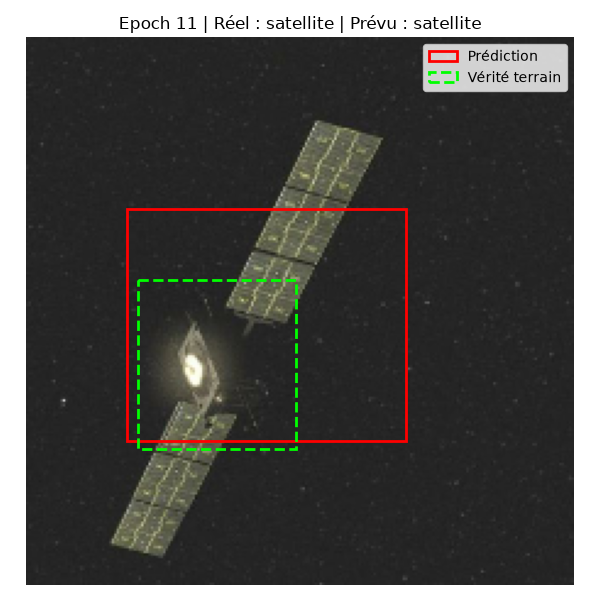 Epoch 11 | Réel : satellite | Prévu : satellite
Prédiction
Vérité terrain